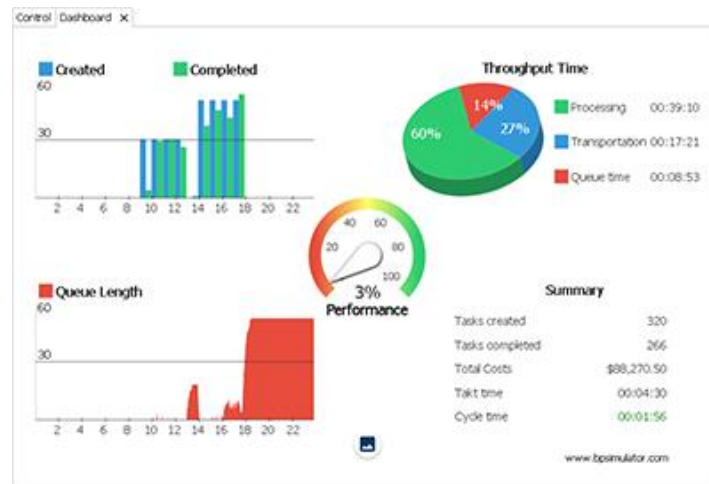 Control Dashboard ×
Created Completed
60
30
2 4 6 8 10 12 14 16 18 20 22
Throughput Time
14%
60%
27%
Processing 00:39:10
Transportation 00:17:21
Queue time 00:08:53
20 40 60 80 100
3%
Performance
Queue Length
60
30
2 4 6 8 10 12 14 16 18 20 22
Summary
Tasks created 320
Tasks completed 266
Total Costs $88,270.50
Takt time 00:04:30
Cycle time 00:01:56
www.bpsimulator.com